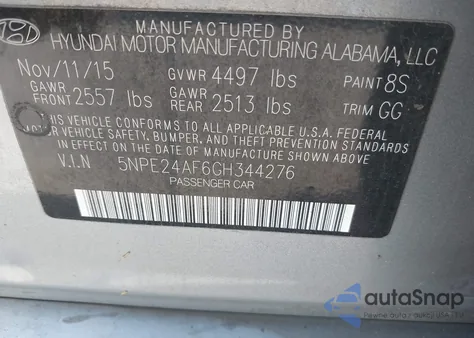 MANUFACTURED BY
HYUNDAI MOTOR MANUFACTURING ALABAMA, LLC
Nov/11/15 GVWR 4497 lbs PAINT 8S
GAWR FRONT 2557 lbs GAWR REAR 2513 lbs TRIM GG
THIS VEHICLE CONFORMS TO ALL APPLICABLE U.S.A. FEDERAL
MOTOR VEHICLE SAFETY, BUMPER, AND THEFT PREVENTION STANDARDS
IN EFFECT ON THE DATE OF MANUFACTURE SHOWN ABOVE.
V.I.N 5NPE24AF6GH344276
PASSENGER CAR
autaSnap